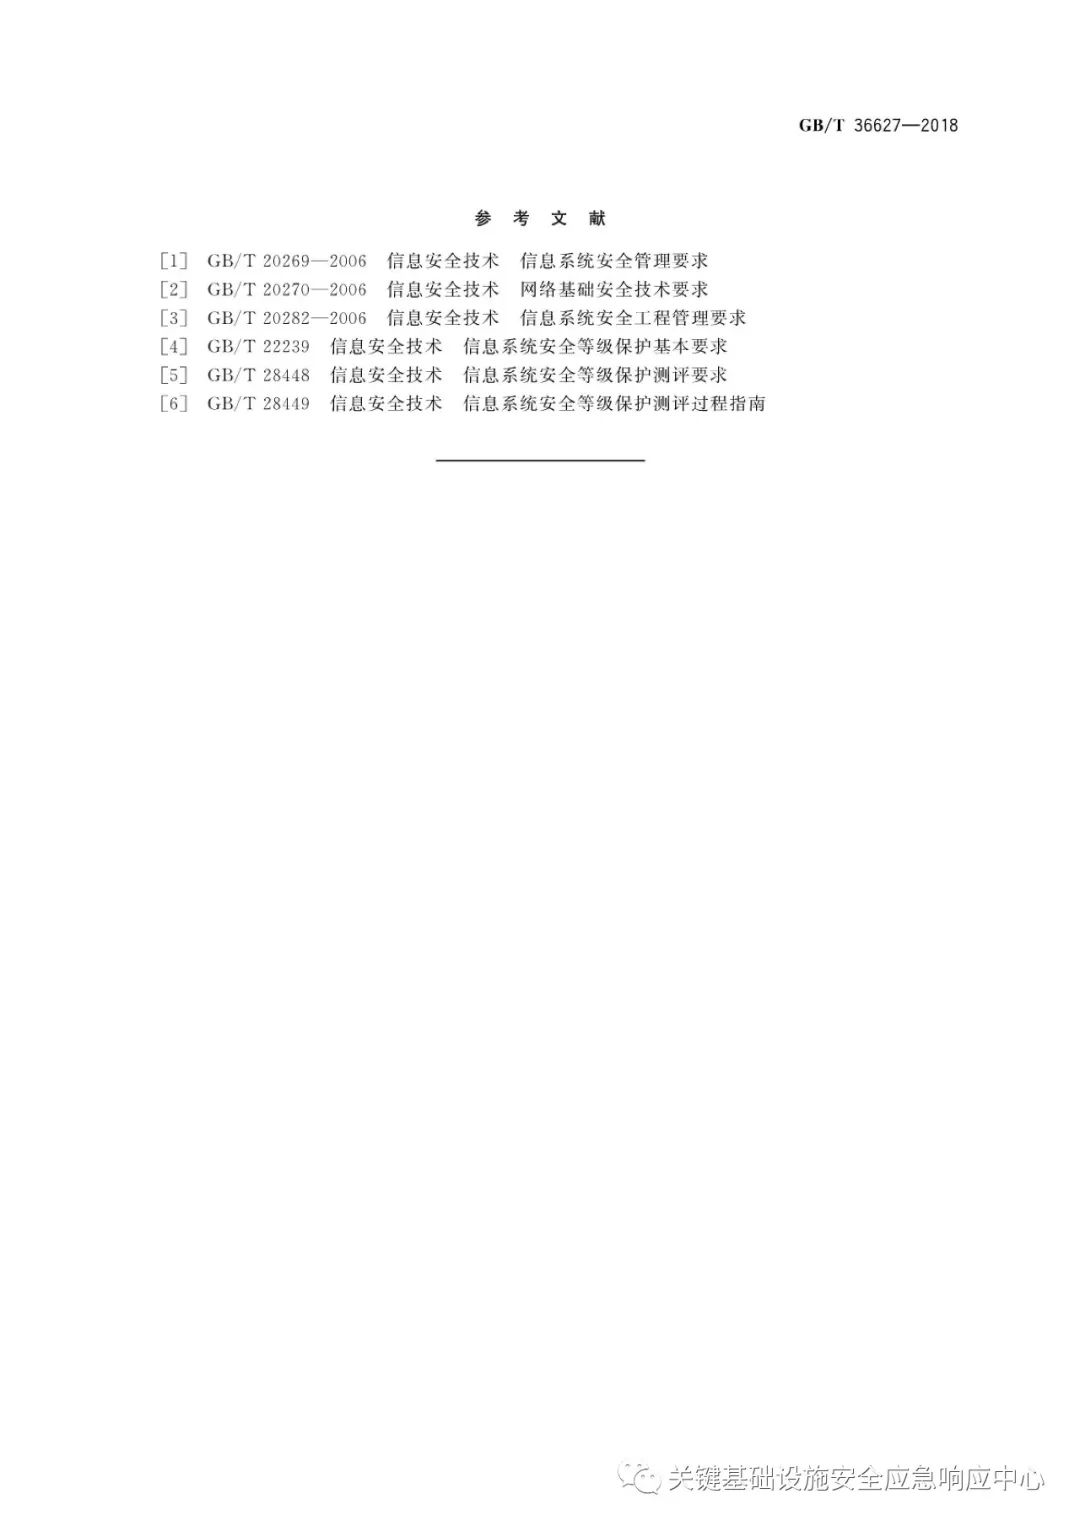 GB/T 36627—2018
参 考 文 献
[1] GB/T 20269—2006 信息安全技术 信息系统安全管理要求
[2] GB/T 20270—2006 信息安全技术 网络基础安全技术要求
[3] GB/T 20282—2006 信息安全技术 信息系统安全工程管理要求
[4] GB/T 22239 信息安全技术 信息系统安全等级保护基本要求
[5] GB/T 28448 信息安全技术 信息系统安全等级保护测评要求
[6] GB/T 28449 信息安全技术 信息系统安全等级保护测评过程指南
关键基础设施安全应急响应中心